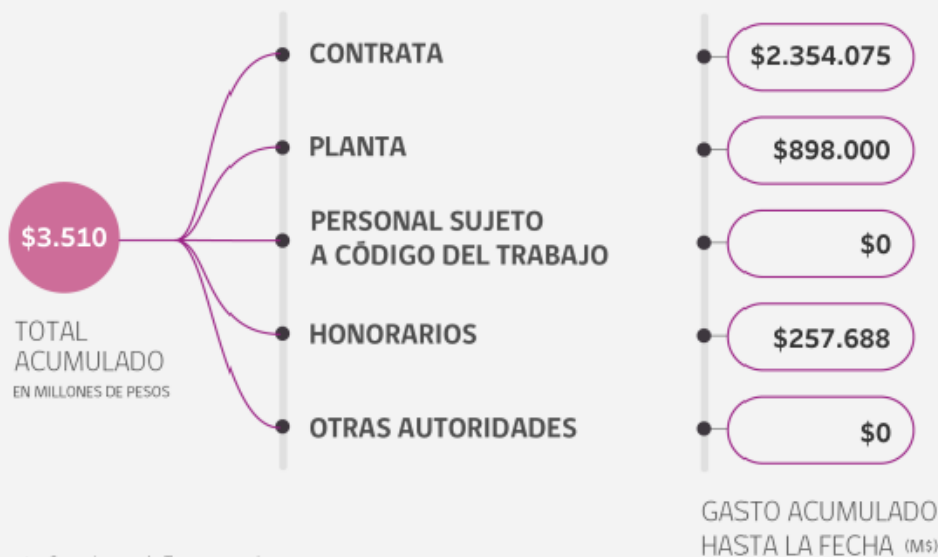 CONTRATA
$2.354.075
PLANTA
$898.000
PERSONAL SUJETO
A CÓDIGO DEL TRABAJO
$0
$3.510
TOTAL
ACUMULADO
EN MILLONES DE PESOS
HONORARIOS
$257.688
OTRAS AUTORIDADES
$0
GASTO ACUMULADO
HASTA LA FECHA (M$)